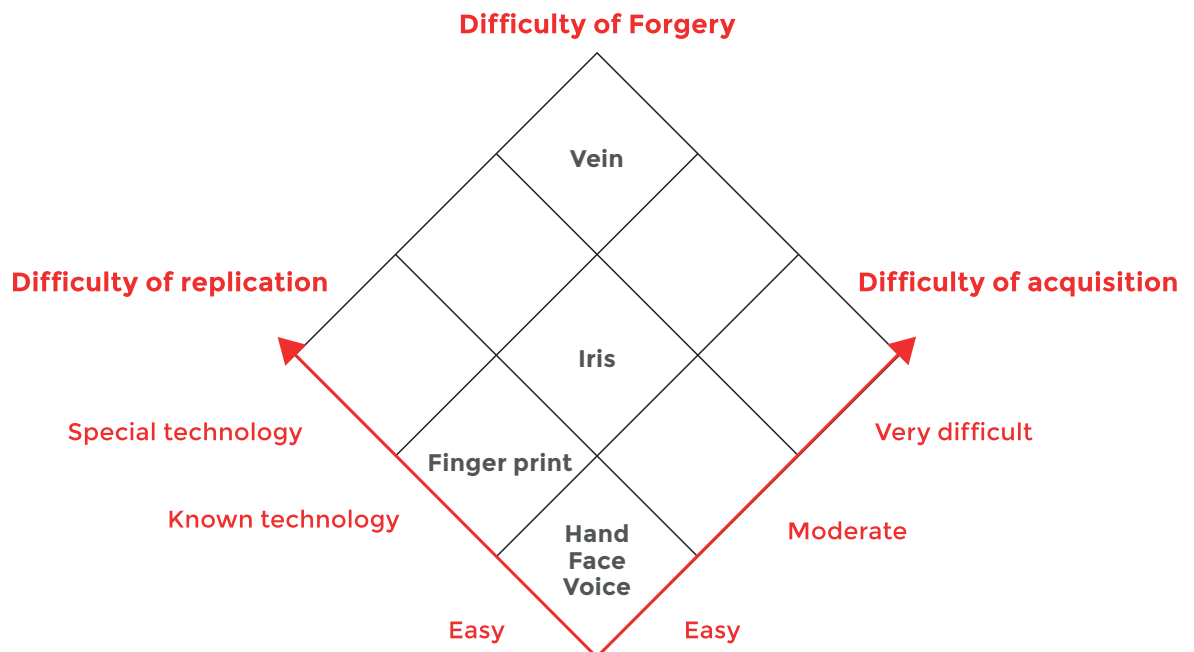 Difficulty of Forgery
Vein
Difficulty of replication
Difficulty of acquisition
Iris
Special technology
Very difficult
Finger print
Known technology
Moderate
Hand
Face
Voice
Easy
Easy